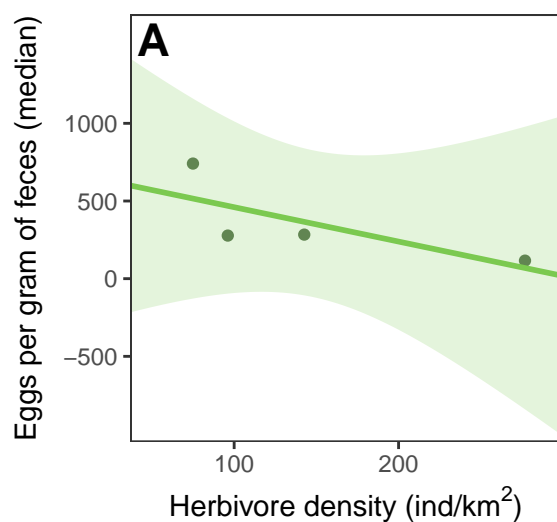 A
Eggs per gram of feces (median)
1000
500
0
−500
100
200
Herbivore density (ind/km²)